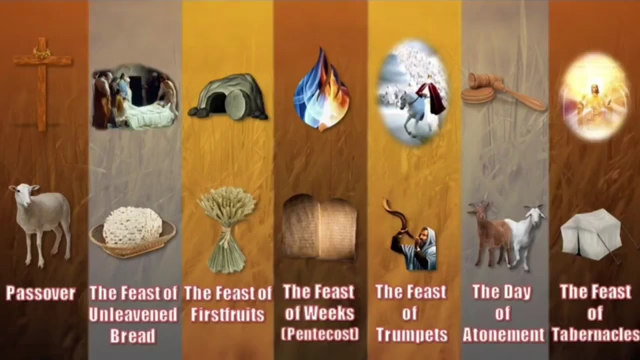 Passover
The Feast of
Unleavened
Bread
The Feast of
Firstfruits
The Feast
of Weeks
(Pentecost)
The Feast
of
Trumpets
The Day
of
Atonement
The Feast
of
Tabernacles